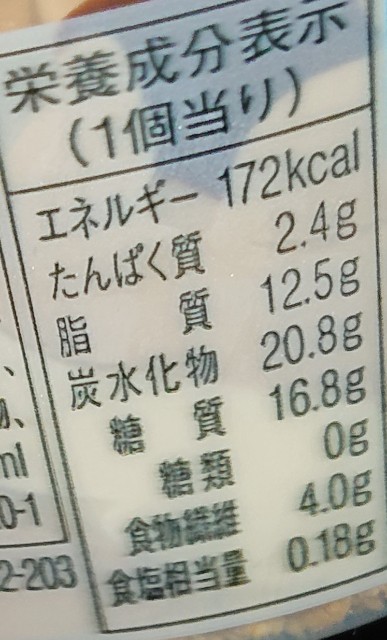 栄養成分表示
(1個当り)
エネルギー 172kcal
たんぱく質 2.4g
脂質 12.5g
炭水化物 20.8g
糖質 16.8g
糖類 0g
食物繊維 4.0g
食塩相当量 0.18g
、
ml
0-1
2-203